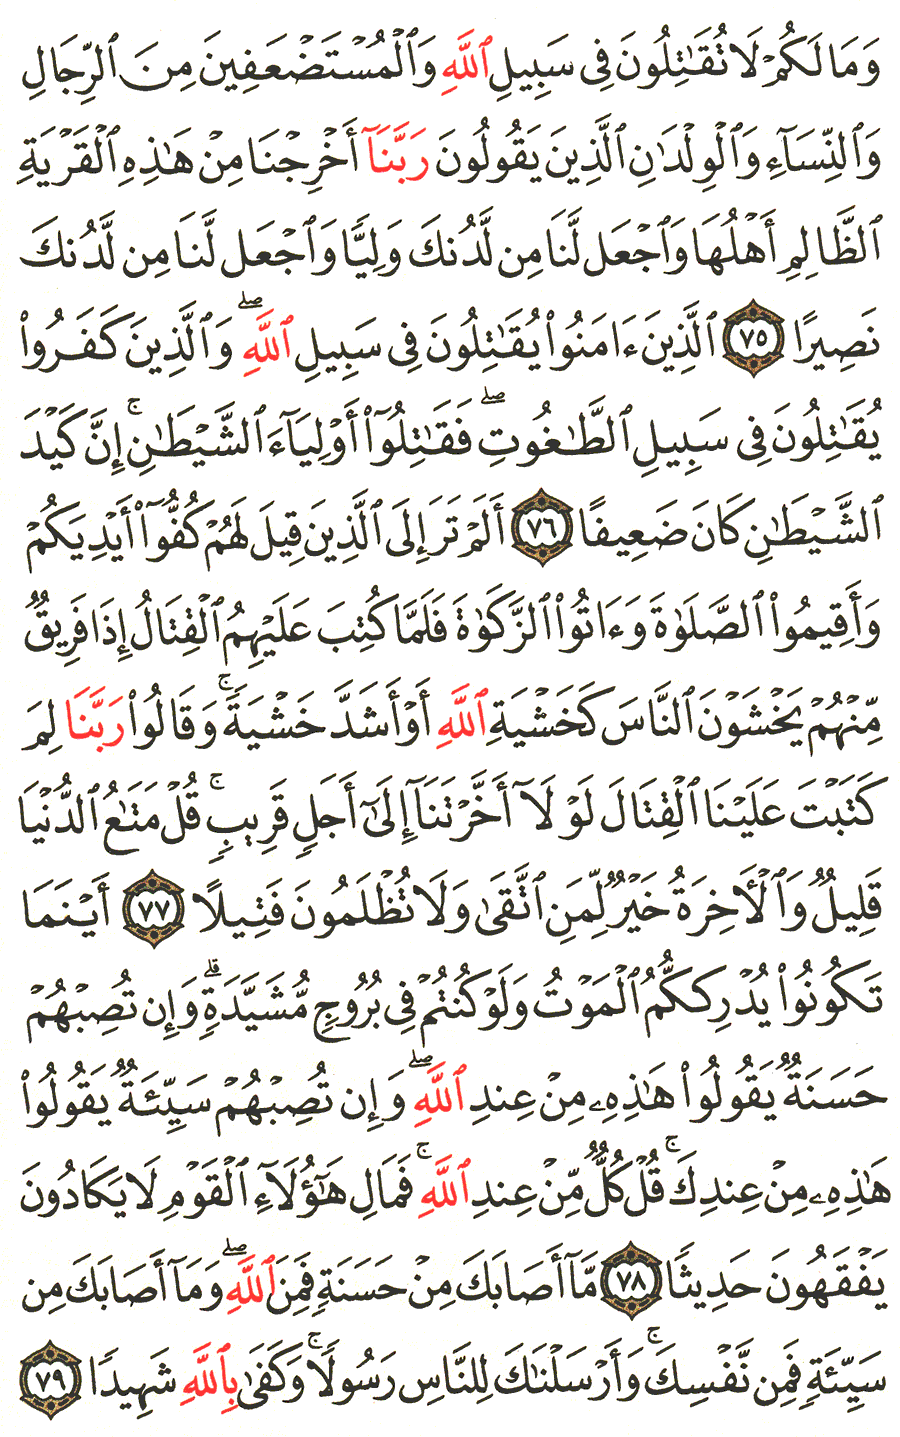 وَمَا لَكُمْ لَا تُقَـٰتِلُونَ فِى سَبِيلِ ٱللَّهِ وَٱلْمُسْتَضْعَفِينَ مِنَ ٱلرِّجَالِ
وَٱلنِّسَآءِ وَٱلْوِلْدَٰنِ ٱلَّذِينَ يَقُولُونَ رَبَّنَآ أَخْرِجْنَا مِنْ هَـٰذِهِ ٱلْقَرْيَةِ
ٱلظَّالِمِ أَهْلُهَا وَٱجْعَل لَّنَا مِن لَّدُنكَ وَلِيًّا وَٱجْعَل لَّنَا مِن لَّدُنكَ
نَصِيرًا ٧٥ ٱلَّذِينَ ءَامَنُوا۟ يُقَـٰتِلُونَ فِى سَبِيلِ ٱللَّهِ ۖ وَٱلَّذِينَ كَفَرُوا۟
يُقَـٰتِلُونَ فِى سَبِيلِ ٱلطَّـٰغُوتِ ۖ فَقَـٰتِلُوٓا۟ أَوْلِيَآءَ ٱلشَّيْطَـٰنِ ۚ إِنَّ كَيْدَ
ٱلشَّيْطَـٰنِ كَانَ ضَعِيفًا ٧٦ أَلَمْ تَرَ إِلَى ٱلَّذِينَ قِيلَ لَهُمْ كُفُّوٓا۟ أَيْدِيَكُمْ
وَأَقِيمُوا۟ ٱلصَّلَوٰةَ وَءَاتُوا۟ ٱلزَّكَوٰةَ فَلَمَّا كُتِبَ عَلَيْهِمُ ٱلْقِتَالُ إِذَا فَرِيقٌ
مِّنْهُمْ يَخْشَوْنَ ٱلنَّاسَ كَخَشْيَةِ ٱللَّهِ أَوْ أَشَدَّ خَشْيَةً ۚ وَقَالُوا۟ رَبَّنَا لِمَ
كَتَبْتَ عَلَيْنَا ٱلْقِتَالَ لَوْ لَآ أَخَّرْتَنَآ إِلَىٰٓ أَجَلٍ قَرِيبٍ ۗ قُلْ مَتَـٰعُ ٱلدُّنْيَا
قَلِيلٌ وَٱلْـَٔاخِرَةُ خَيْرٌ لِّمَنِ ٱتَّقَىٰ وَلَا تُظْلَمُونَ فَتِيلًا ٧٧ أَيْنَمَا
تَكُونُوا۟ يُدْرِككُّمُ ٱلْمَوْتُ وَلَوْ كُنتُمْ فِى بُرُوجٍ مُّشَيَّدَةٍ ۗ وَإِن تُصِبْهُمْ
حَسَنَةٌ يَقُولُوا۟ هَـٰذِهِۦ مِنْ عِندِ ٱللَّهِ ۖ وَإِن تُصِبْهُمْ سَيِّئَةٌ يَقُولُوا۟
هَـٰذِهِۦ مِنْ عِندِكَ ۚ قُلْ كُلٌّ مِّنْ عِندِ ٱللَّهِ ۚ فَمَالِ هَـٰٓؤُلَآءِ ٱلْقَوْمِ لَا يَكَادُونَ
يَفْقَهُونَ حَدِيثًا ٧٨ مَّآ أَصَابَكَ مِنْ حَسَنَةٍ فَمِنَ ٱللَّهِ ۖ وَمَآ أَصَابَكَ مِن
سَيِّئَةٍ فَمِن نَّفْسِكَ ۚ وَأَرْسَلْنَـٰكَ لِلنَّاسِ رَسُولًا ۚ وَكَفَىٰ بِٱللَّهِ شَهِيدًا ٧٩